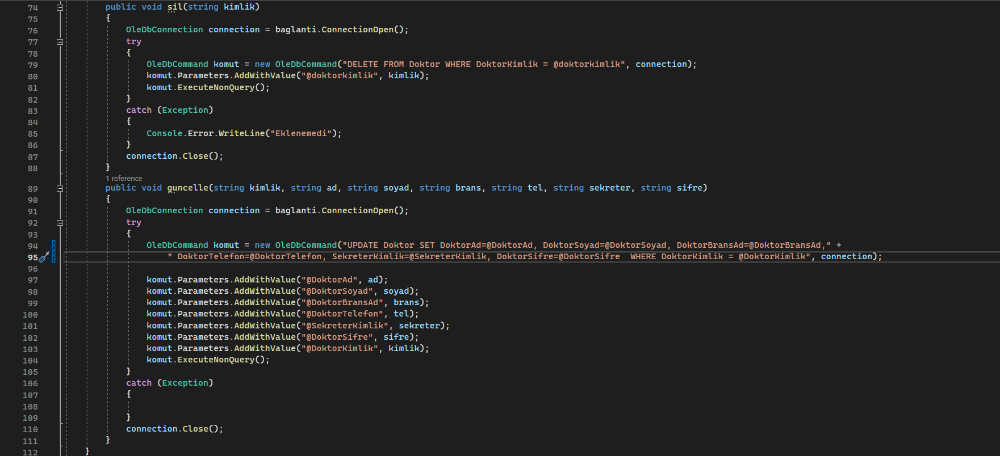 74 public void sil(string kimlik)
75 {
76 OleDbConnection connection = baglanti.ConnectionOpen();
77 try
78 {
79 OleDbCommand komut = new OleDbCommand("DELETE FROM Doktor WHERE DoktorKimlik = @doktorkimlik", connection);
80 komut.Parameters.AddWithValue("@doktorkimlik", kimlik);
81 komut.ExecuteNonQuery();
82 }
83 catch (Exception)
84 {
85 Console.Error.WriteLine("Eklenemedi");
86 }
87 connection.Close();
88 }
1 reference
89 public void guncelle(string kimlik, string ad, string soyad, string brans, string tel, string sekreter, string sifre)
90 {
91 OleDbConnection connection = baglanti.ConnectionOpen();
92 try
93 {
94 OleDbCommand komut = new OleDbCommand("UPDATE Doktor SET DoktorAd=@DoktorAd, DoktorSoyad=@DoktorSoyad, DoktorBransAd=@DoktorBransAd," +
95 " DoktorTelefon=@DoktorTelefon, SekreterKimlik=@SekreterKimlik, DoktorSifre=@DoktorSifre  WHERE DoktorKimlik = @DoktorKimlik", connection);
96
97 komut.Parameters.AddWithValue("@DoktorAd", ad);
98 komut.Parameters.AddWithValue("@DoktorSoyad", soyad);
99 komut.Parameters.AddWithValue("@DoktorBransAd", brans);
100 komut.Parameters.AddWithValue("@DoktorTelefon", tel);
101 komut.Parameters.AddWithValue("@SekreterKimlik", sekreter);
102 komut.Parameters.AddWithValue("@DoktorSifre", sifre);
103 komut.Parameters.AddWithValue("@DoktorKimlik", kimlik);
104 komut.ExecuteNonQuery();
105 }
106 catch (Exception)
107 {
108
109 }
110 connection.Close();
111 }
112 }